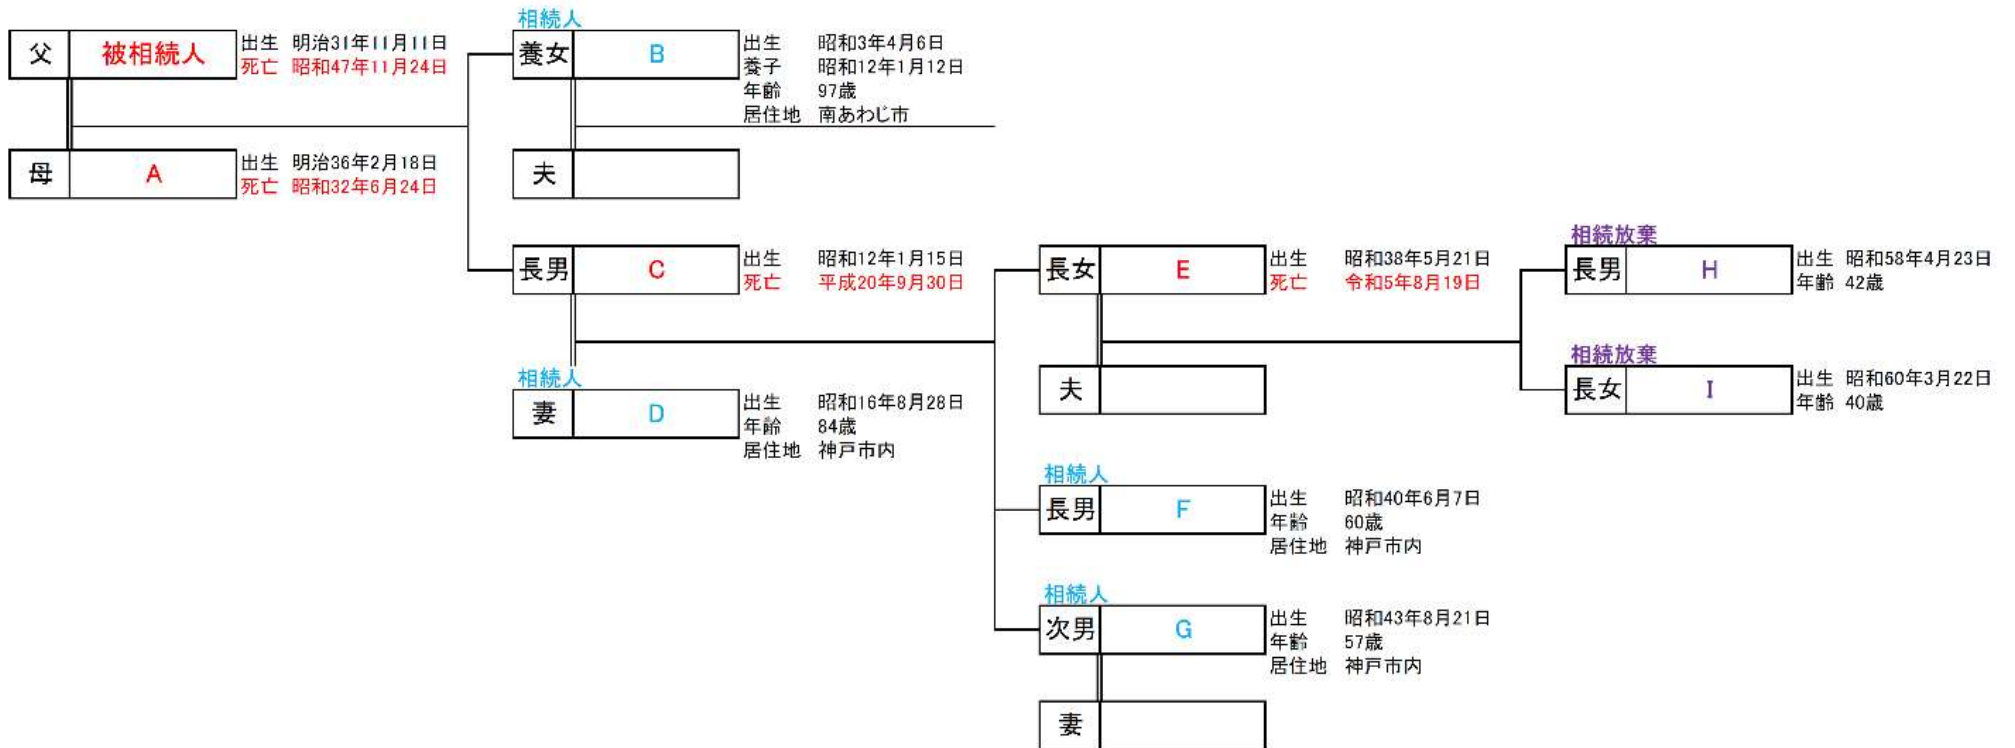 相続人
父 被相続人
出生 明治31年11月11日
死亡 昭和47年11月24日
養女 B
出生 昭和3年4月6日
養子 昭和12年1月12日
年齢 97歳
居住地 南あわじ市
母 A
出生 明治36年2月18日
死亡 昭和32年6月24日
夫
長男 C
出生 昭和12年1月15日
死亡 平成20年9月30日
長女 E
出生 昭和38年5月21日
死亡 令和5年8月19日
相続放棄
長男 H
出生 昭和58年4月23日
年齢 42歳
相続人
妻 D
出生 昭和16年8月28日
年齢 84歳
居住地 神戸市内
夫
相続放棄
長女 I
出生 昭和60年3月22日
年齢 40歳
相続人
長男 F
出生 昭和40年6月7日
年齢 60歳
居住地 神戸市内
相続人
次男 G
出生 昭和43年8月21日
年齢 57歳
居住地 神戸市内
妻